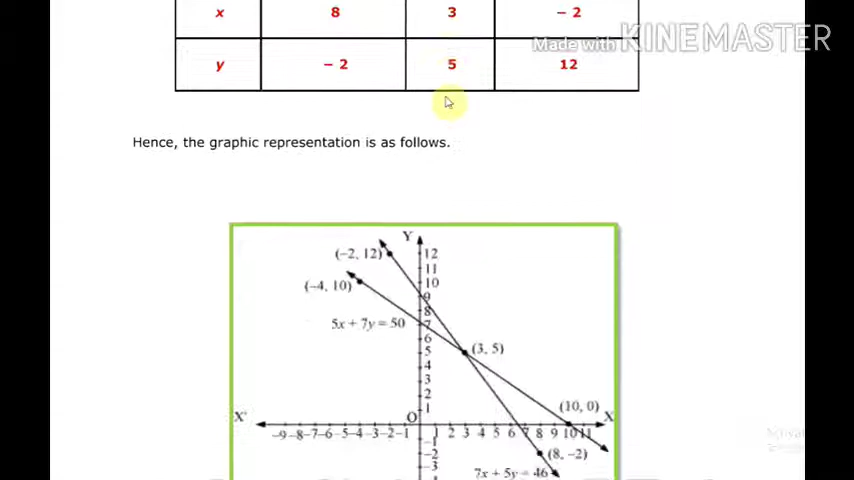 x 8 3 – 2
Made with KINEMASTER
y – 2 5 12
Hence, the graphic representation is as follows.
Y
(–2, 12) 12
11
(–4, 10) 10
9
8
5x + 7y = 50 7
6
5 (3, 5)
4
3
2
(10, 0)
1
X' O X
–9 –8 –7 –6 –5 –4 –3 –2 –1 1 2 3 4 5 6 7 8 9 10 11
–1
–2 (8, –2)
–3
7x + 5y = 46